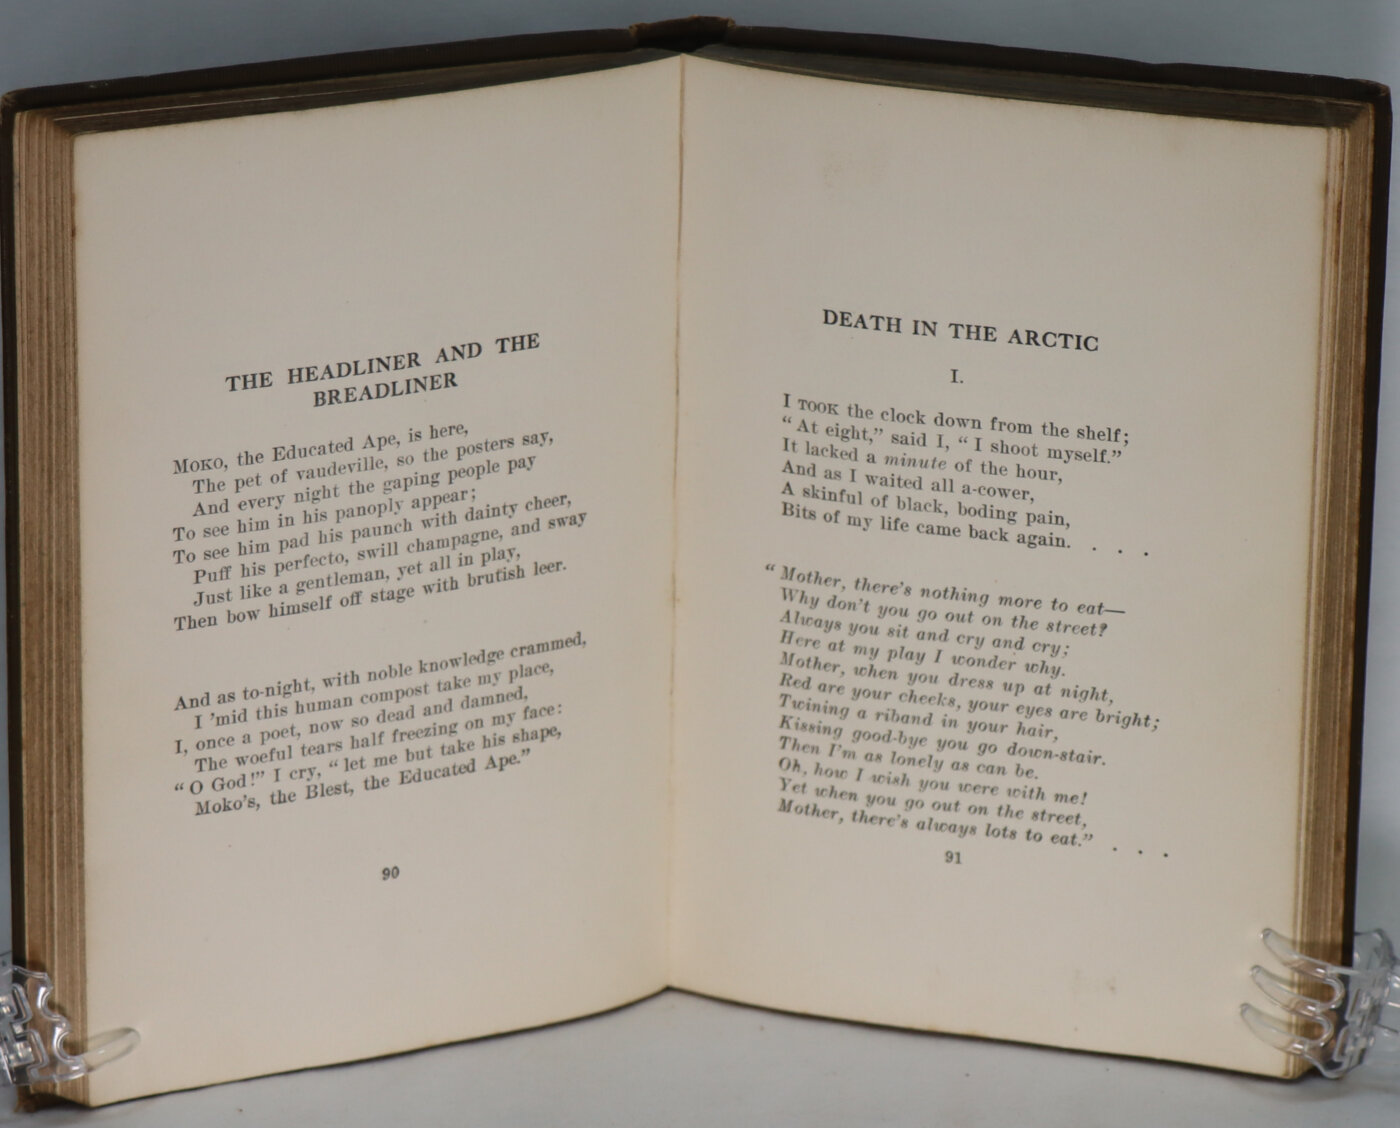 THE HEADLINER AND THE
BREADLINER
MOKO, the Educated Ape, is here,
The pet of vaudeville, so the posters say,
And every night the gaping people pay
To see him in his panoply appear;
To see him pad his paunch with dainty cheer,
Puff his perfecto, swill champagne, and sway
Just like a gentleman, yet all in play,
Then bow himself off stage with brutish leer.
And as to-night, with noble knowledge crammed,
I 'mid this human compost take my place,
I, once a poet, now so dead and damned,
The woeful tears half freezing on my face:
“O God!” I cry, “let me but take his shape,
Moko's, the Blest, the Educated Ape.”
90
DEATH IN THE ARCTIC
I.
I TOOK the clock down from the shelf;
“At eight,” said I, “I shoot myself.”
It lacked a minute of the hour,
And as I waited all a-cower,
A skinful of black, boding pain,
Bits of my life came back again. . . .
“Mother, there's nothing more to eat—
Why don't you go out on the street?
Always you sit and cry and cry;
Here at my play I wonder why.
Mother, when you dress up at night,
Red are your cheeks, your eyes are bright;
Twining a riband in your hair,
Kissing good-bye you go down-stair.
Then I'm as lonely as can be.
Oh, how I wish you were with me!
Yet when you go out on the street,
Mother, there's always lots to eat.” . . .
91